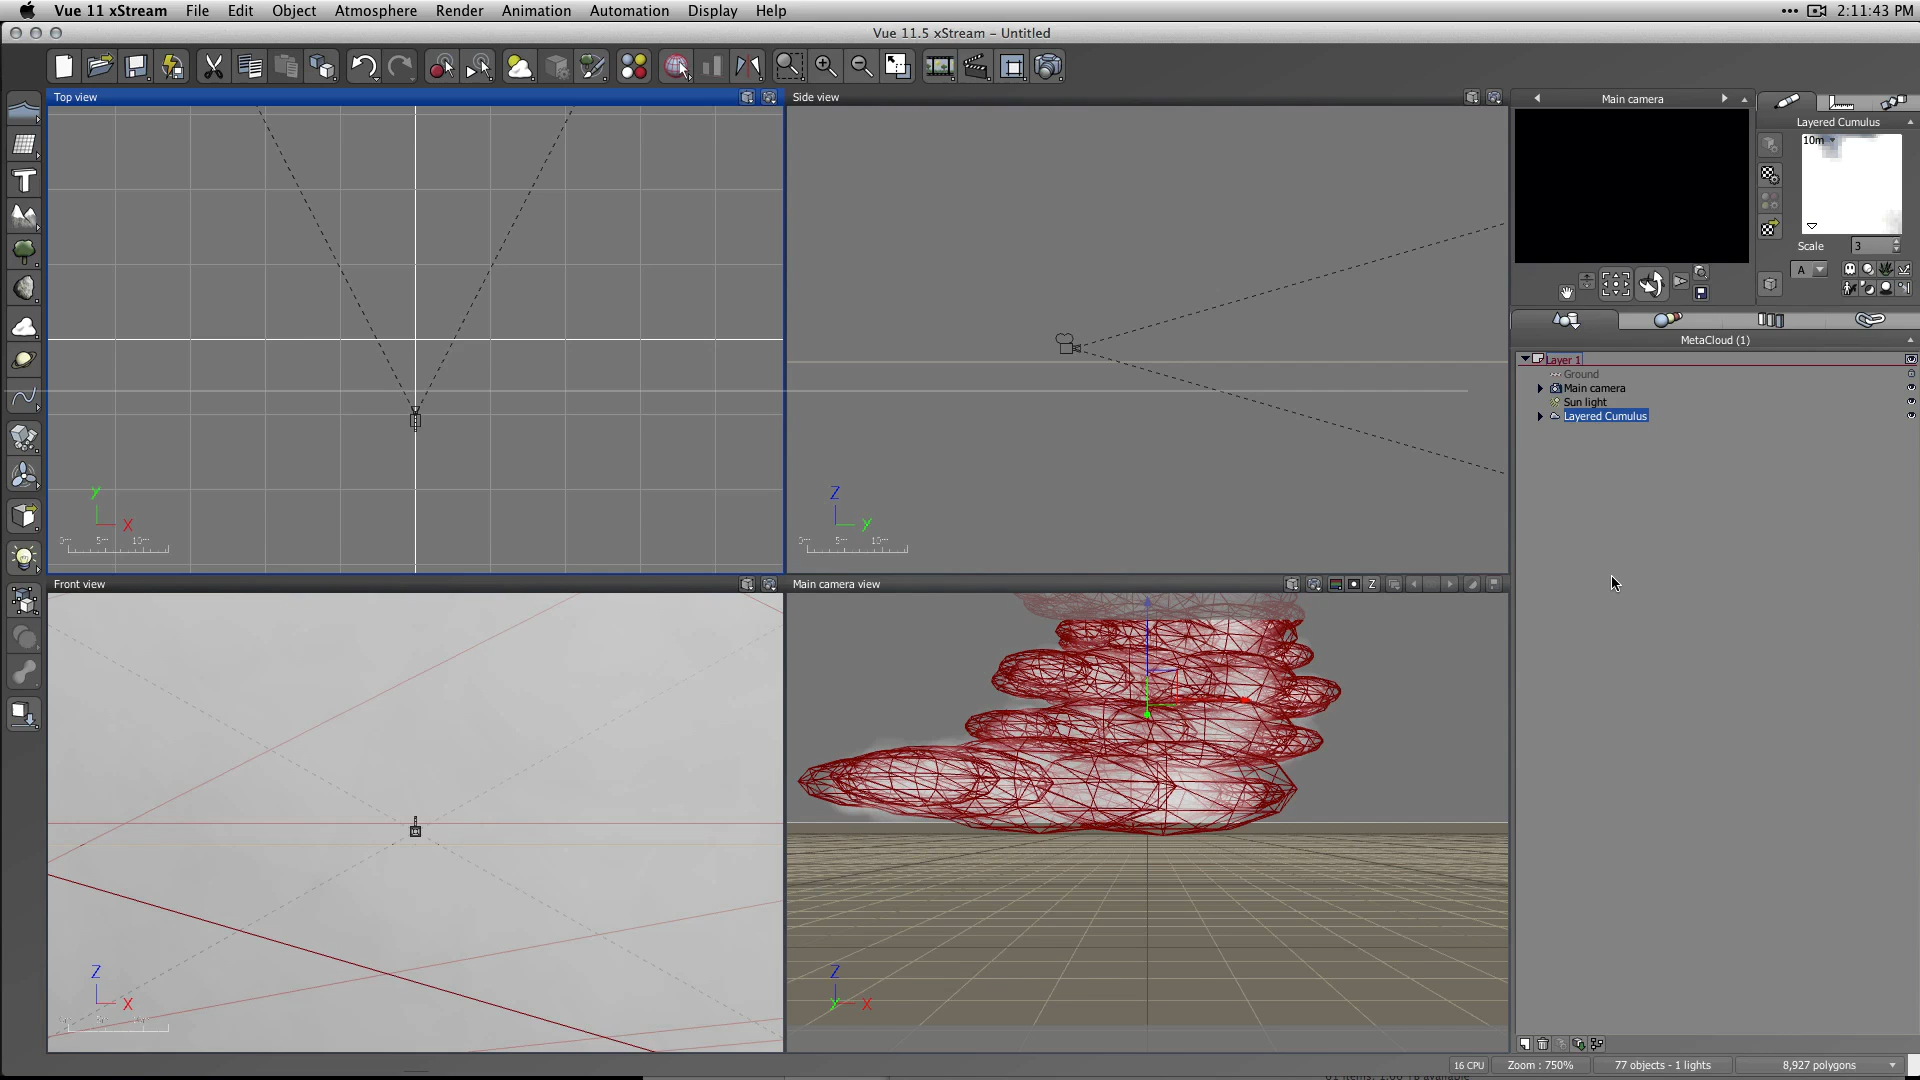 Vue 11 xStream File Edit Object Atmosphere Render Animation Automation Display Help 2:11:43 PM
Vue 11.5 xStream – Untitled
Top view
Side view
Main camera
Layered Cumulus
10m
Scale 3
A
MetaCloud (1)
Layer 1
Ground
Main camera
Sun light
Layered Cumulus
y
X
Z
y
Front view
Main camera view
Z
Z
X
Z
y
X
16 CPU
Zoom : 750%
77 objects - 1 lights
8,927 polygons